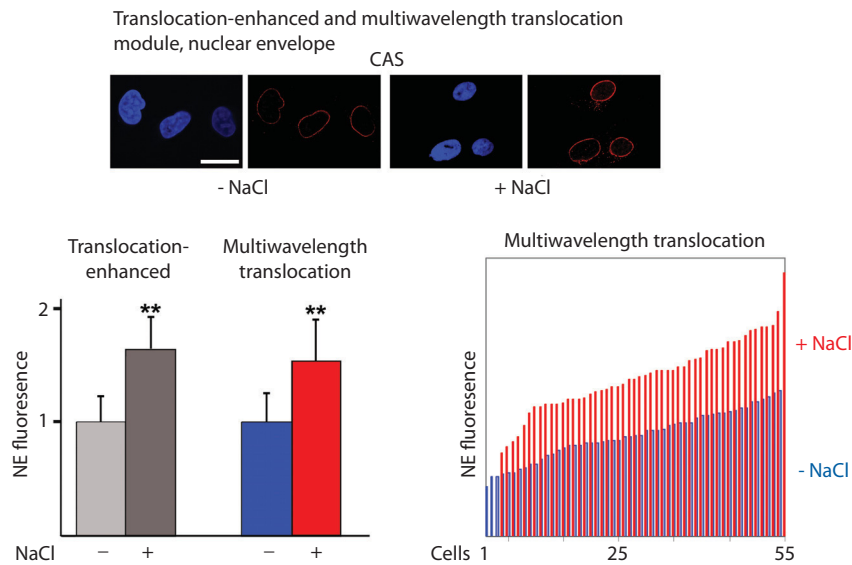 Translocation-enhanced and multiwavelength translocation
module, nuclear envelope
CAS
- NaCl
+ NaCl
Translocation-
enhanced
Multiwavelength
translocation
**
**
2
1
NE fluoresence
NaCl
–
+
–
+
Multiwavelength translocation
NE fluoresence
+ NaCl
- NaCl
Cells
1
25
55